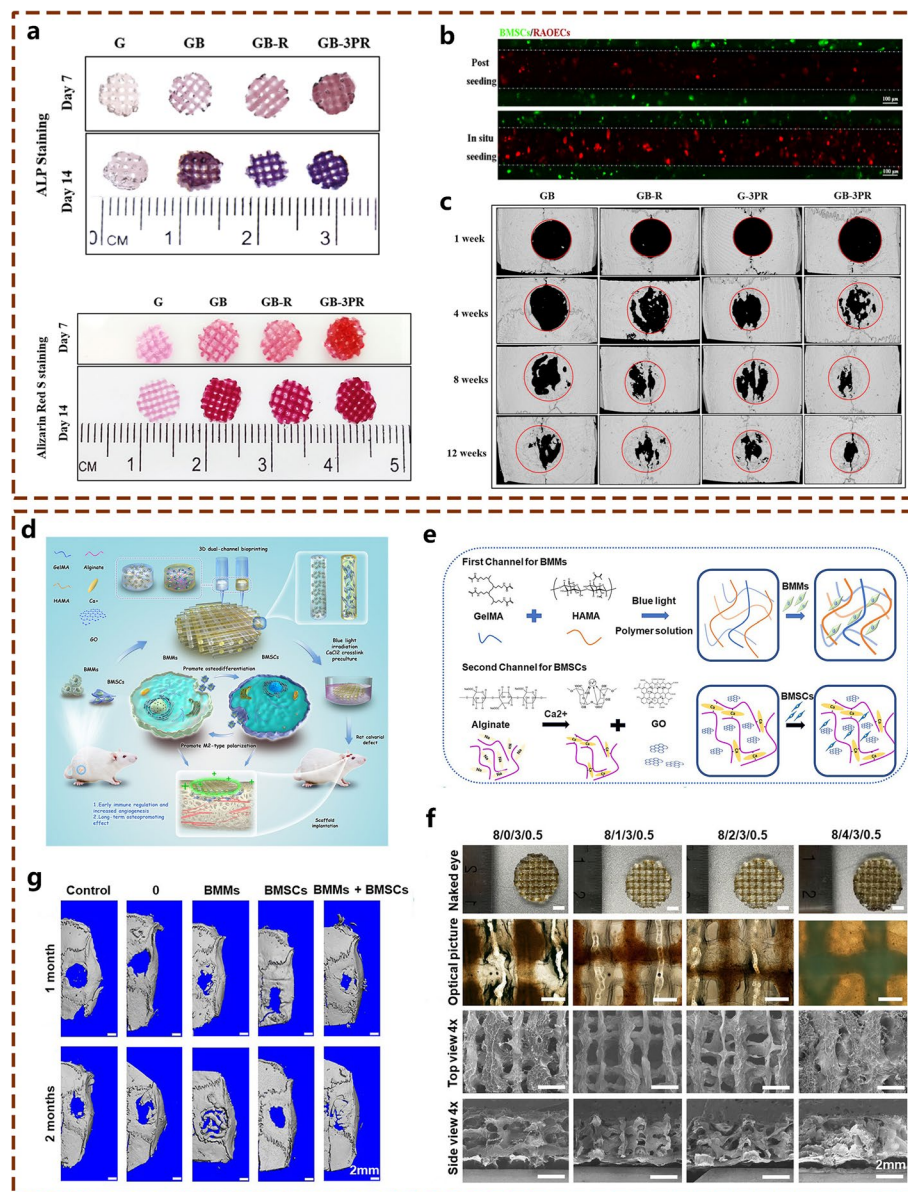 a
G GB GB-R GB-3PR
ALP Staining
Day 7
Day 14
0 CM 1 2 3
G GB GB-R GB-3PR
Alizarin Red S staining
Day 7
Day 14
CM 1 2 3 4 5
b
BMSCs/RAOECs
Post
seeding
100 μm
In situ
seeding
100 μm
c
GB GB-R G-3PR GB-3PR
1 week
4 weeks
8 weeks
12 weeks
d
3D dual-channel bioprinting
GelMA Alginate
HAMA Ca+
GO
BMMs BMSCs
Blue light
irradiation
CaCl2 crosslink
preculture
BMMs
BMSCs
Promote osteodifferentiation
Promote M2-type polarization
Rat calvarial
defect
1.Early immune regulation and
increased angiogenesis
2.Long-term osteopromoting
effect
Scaffold
implantation
e
First Channel for BMMs
GelMA HAMA
Blue light
Polymer solution
BMMs
Second Channel for BMSCs
Alginate
Ca2+
GO
BMSCs
f
8/0/3/0.5 8/1/3/0.5 8/2/3/0.5 8/4/3/0.5
Naked eye
Optical picture
Top view 4x
Side view 4x
2mm
g
Control 0 BMMs BMSCs BMMs + BMSCs
1 month
2 months
2mm